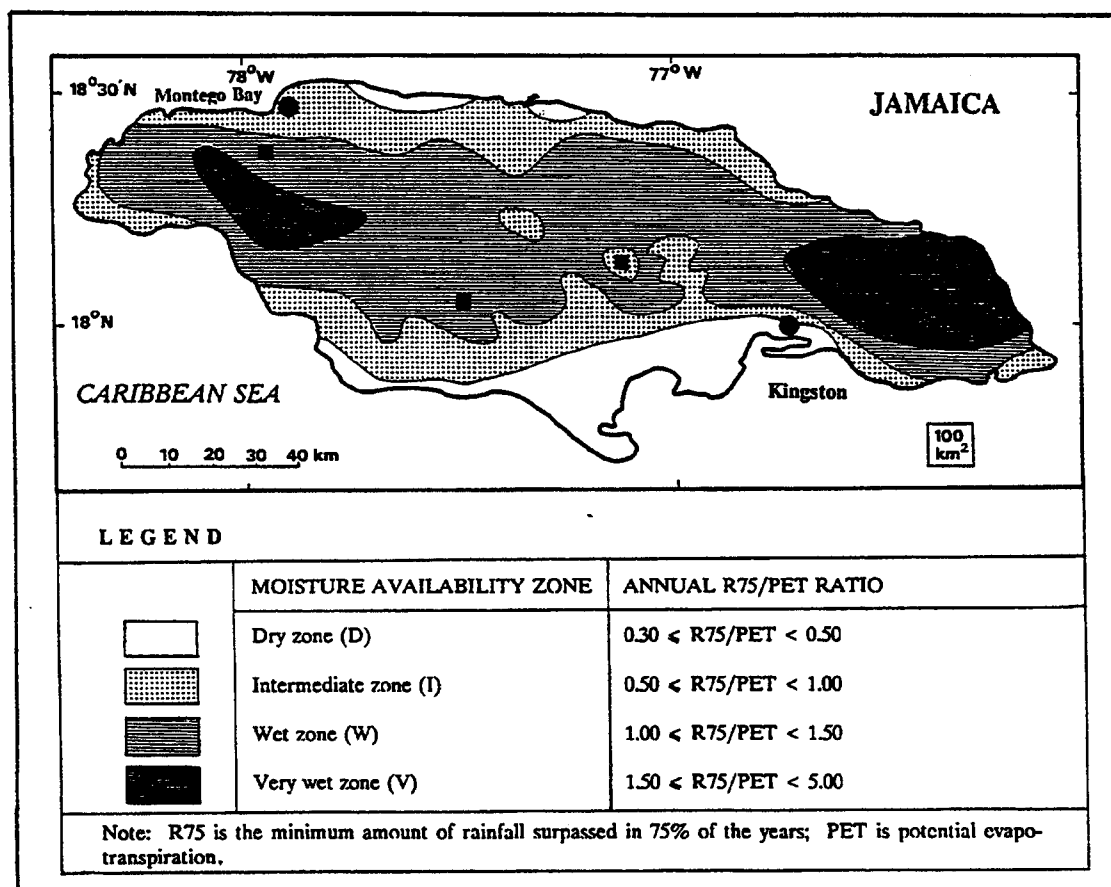 78°W
77°W
18°30'N
Montego Bay
JAMAICA
18°N
CARIBBEAN SEA
Kingston
0 10 20 30 40 km
100
km²
LEGEND
MOISTURE AVAILABILITY ZONE
ANNUAL R75/PET RATIO
Dry zone (D)
0.30 ⩽ R75/PET < 0.50
Intermediate zone (I)
0.50 ⩽ R75/PET < 1.00
Wet zone (W)
1.00 ⩽ R75/PET < 1.50
Very wet zone (V)
1.50 ⩽ R75/PET < 5.00
Note: R75 is the minimum amount of rainfall surpassed in 75% of the years; PET is potential evapo-
transpiration.